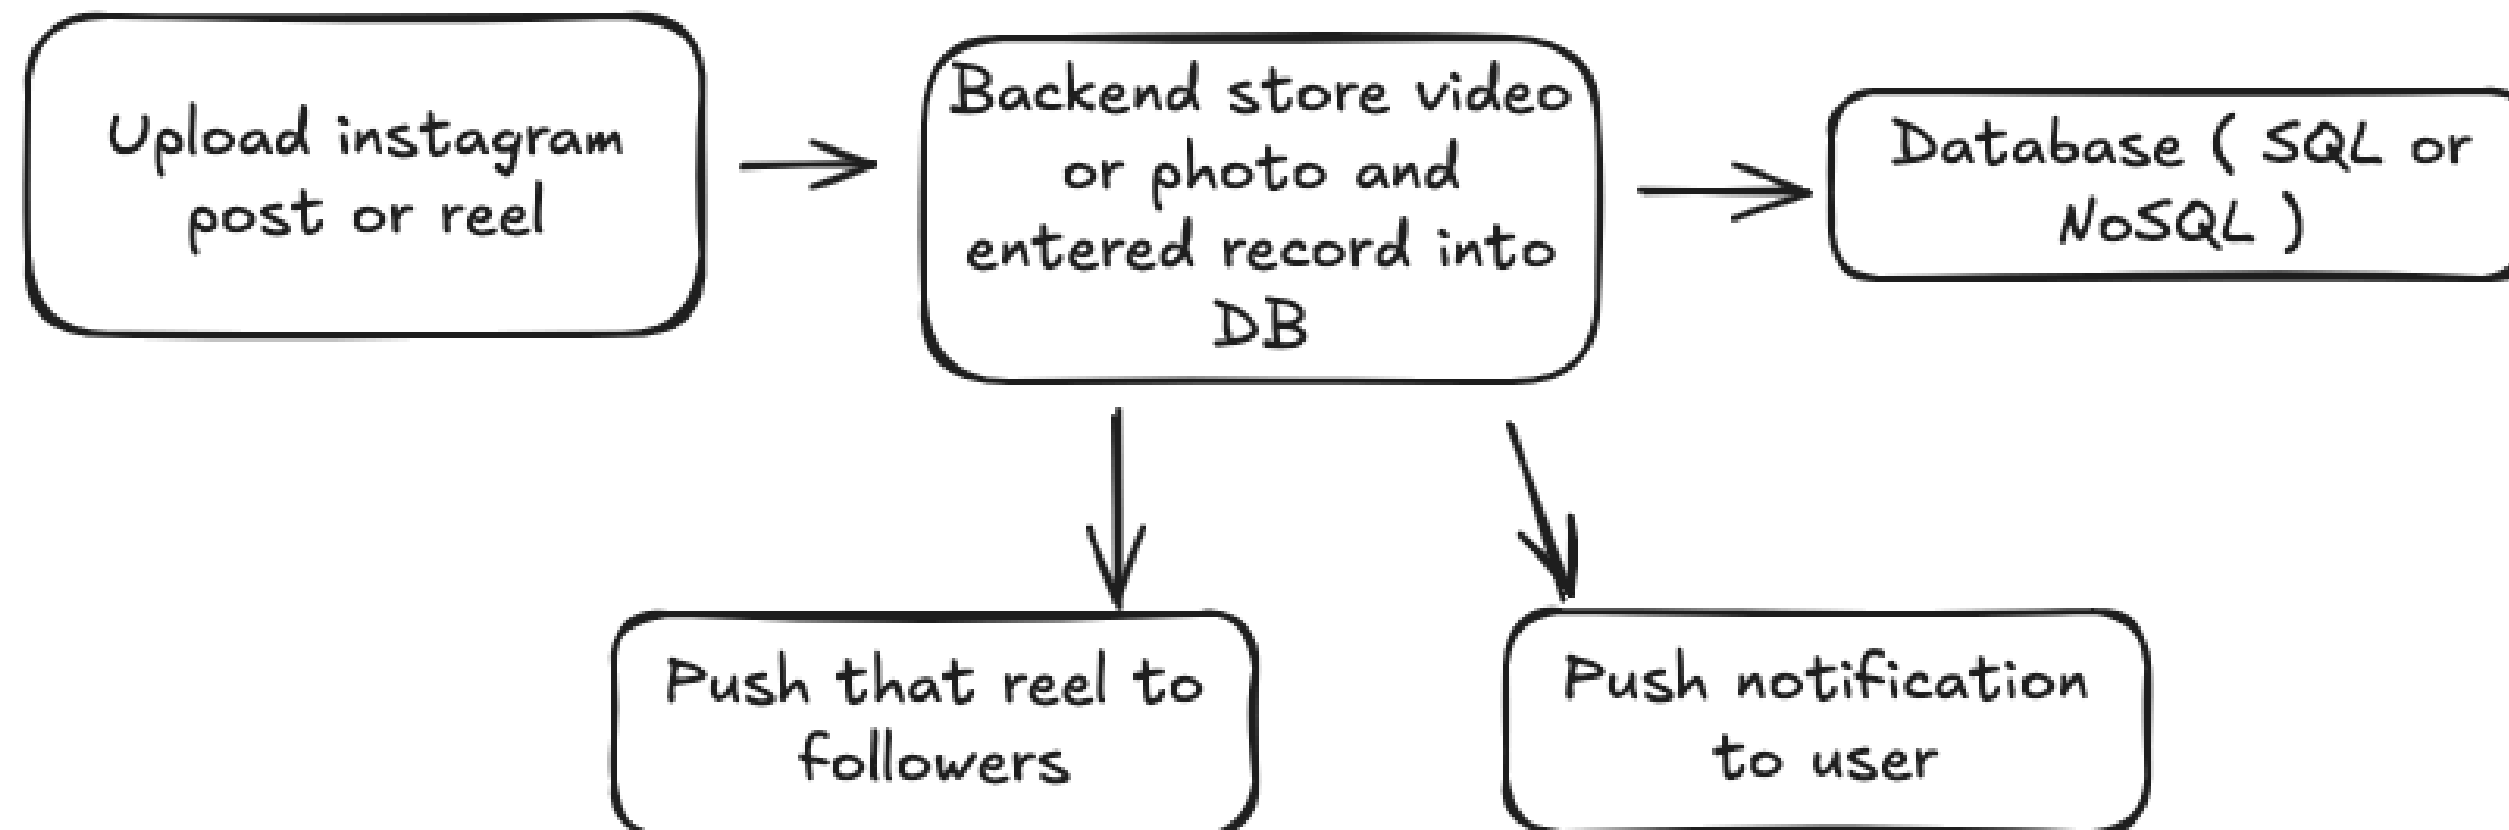 Upload instagram
post or reel
Backend store video
or photo and
entered record into
DB
Database ( SQL or
NoSQL )
Push that reel to
followers
Push notification
to user